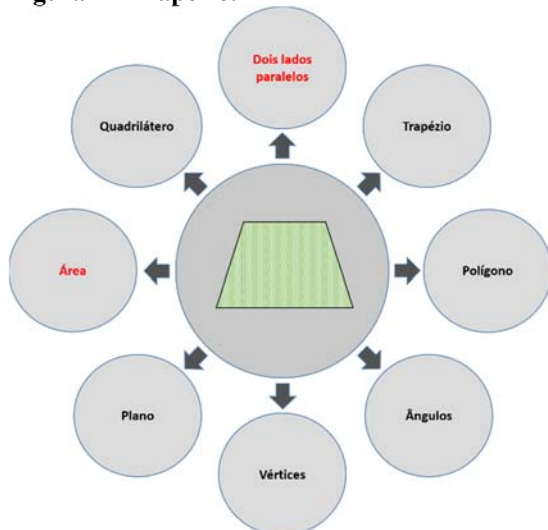 Dois lados
paralelos
Quadrilátero
Trapézio
Área
Polígono
Plano
Ângulos
Vértices